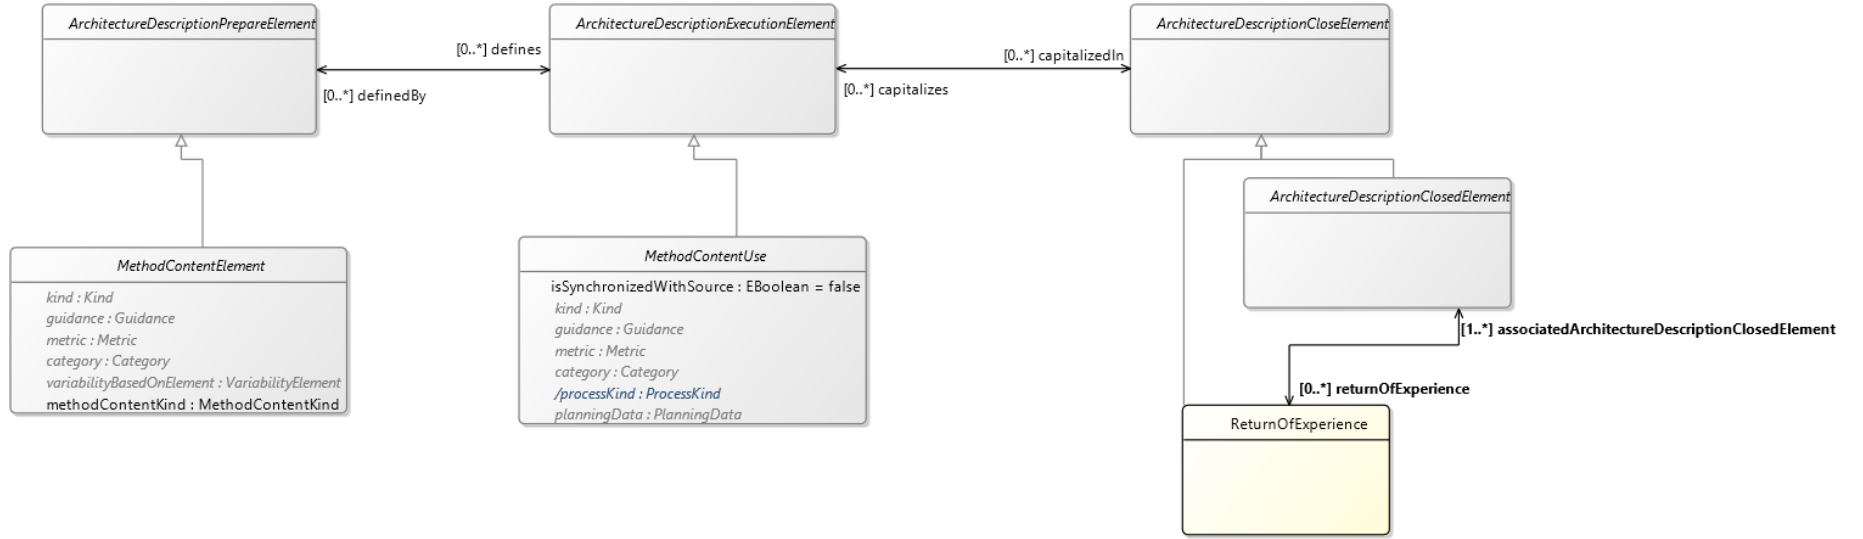 ArchitectureDescriptionPrepareElement
[0..*] defines
[0..*] definedBy
ArchitectureDescriptionExecutionElement
[0..*] capitalizedIn
[0..*] capitalizes
ArchitectureDescriptionCloseElement
MethodContentElement
kind : Kind
guidance : Guidance
metric : Metric
category : Category
variabilityBasedOnElement : VariabilityElement
methodContentKind : MethodContentKind
MethodContentUse
isSynchronizedWithSource : EBoolean = false
kind : Kind
guidance : Guidance
metric : Metric
category : Category
/processKind : ProcessKind
planningData : PlanningData
ArchitectureDescriptionClosedElement
[1..*] associatedArchitectureDescriptionClosedElement
[0..*] returnOfExperience
ReturnOfExperience